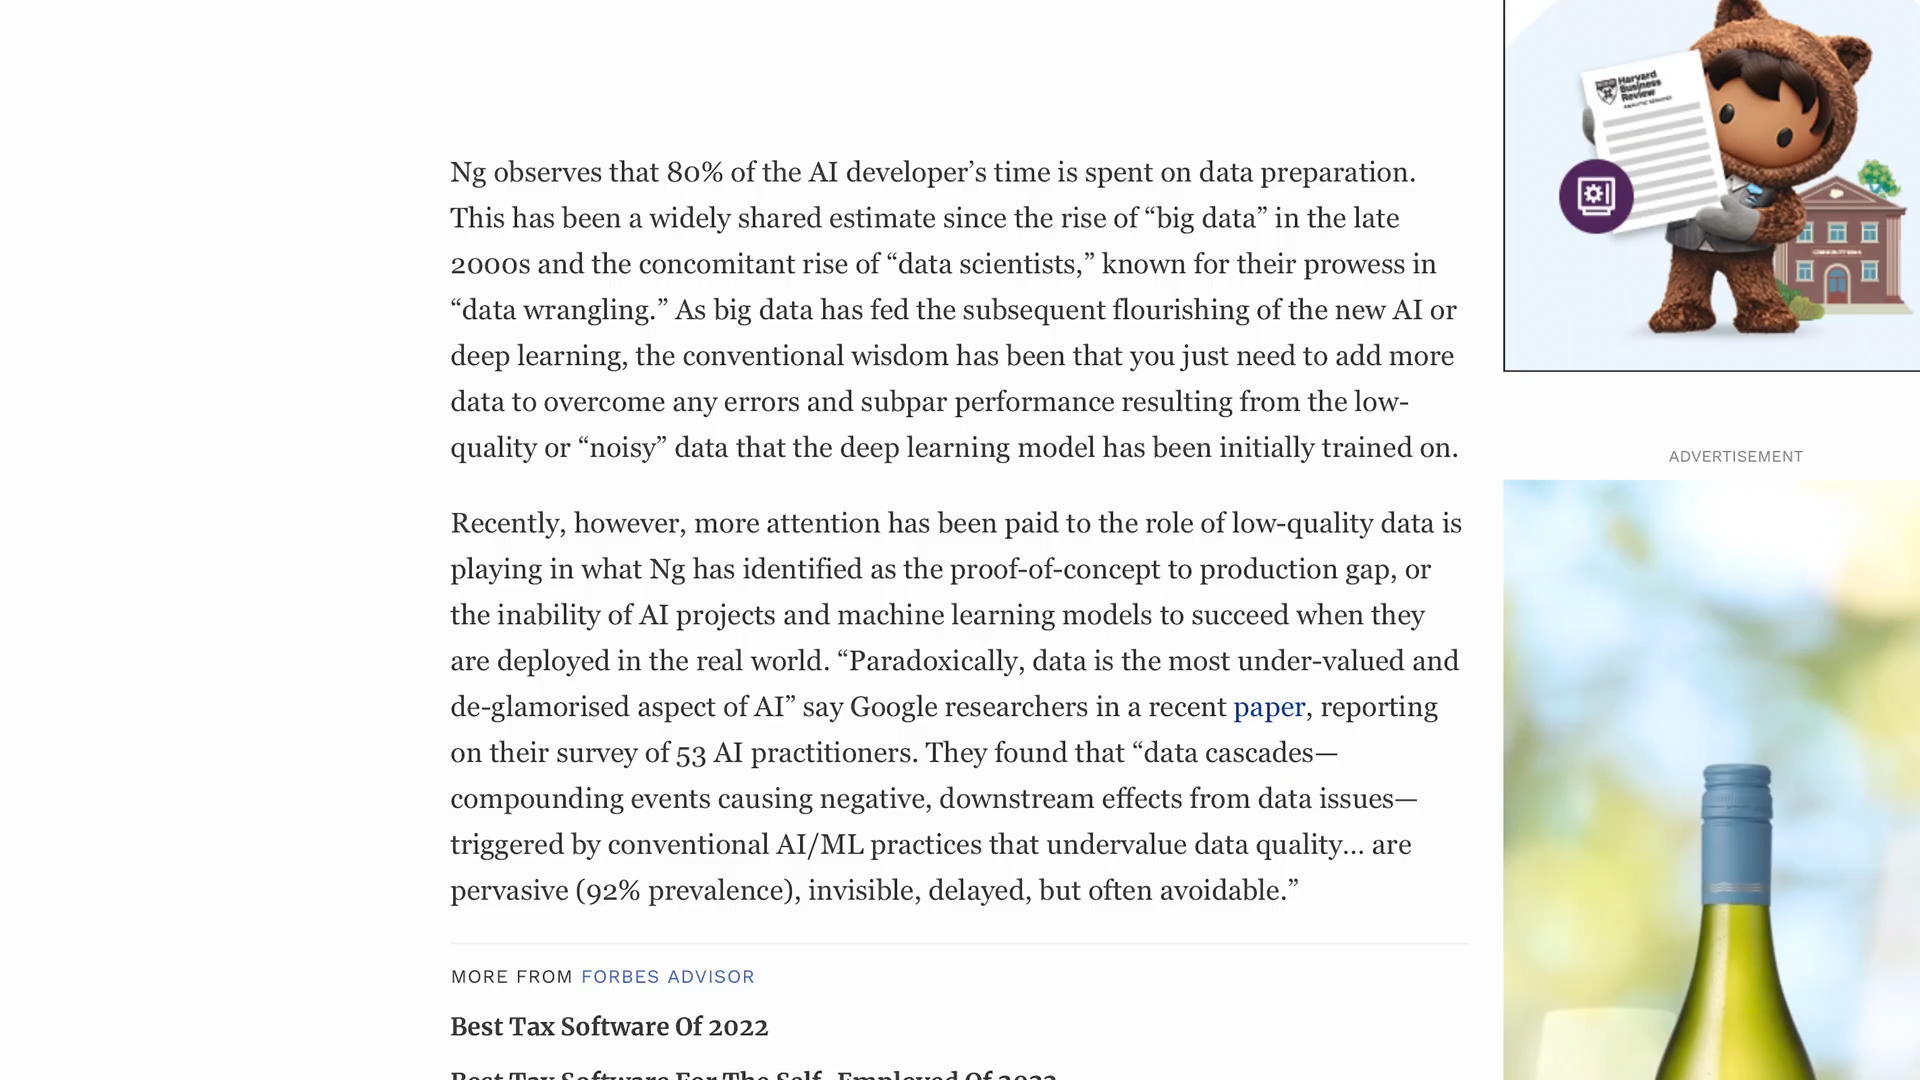 Harvard
Business
Review
ANALYTIC SERVICES
Ng observes that 80% of the AI developer’s time is spent on data preparation.
This has been a widely shared estimate since the rise of “big data” in the late
2000s and the concomitant rise of “data scientists,” known for their prowess in
“data wrangling.” As big data has fed the subsequent flourishing of the new AI or
deep learning, the conventional wisdom has been that you just need to add more
data to overcome any errors and subpar performance resulting from the low-
quality or “noisy” data that the deep learning model has been initially trained on.
ADVERTISEMENT
Recently, however, more attention has been paid to the role of low-quality data is
playing in what Ng has identified as the proof-of-concept to production gap, or
the inability of AI projects and machine learning models to succeed when they
are deployed in the real world. “Paradoxically, data is the most under-valued and
de-glamorised aspect of AI” say Google researchers in a recent paper, reporting
on their survey of 53 AI practitioners. They found that “data cascades—
compounding events causing negative, downstream effects from data issues—
triggered by conventional AI/ML practices that undervalue data quality… are
pervasive (92% prevalence), invisible, delayed, but often avoidable.”
MORE FROM FORBES ADVISOR
Best Tax Software Of 2022
Best Tax Software For The Self-Employed Of 2022